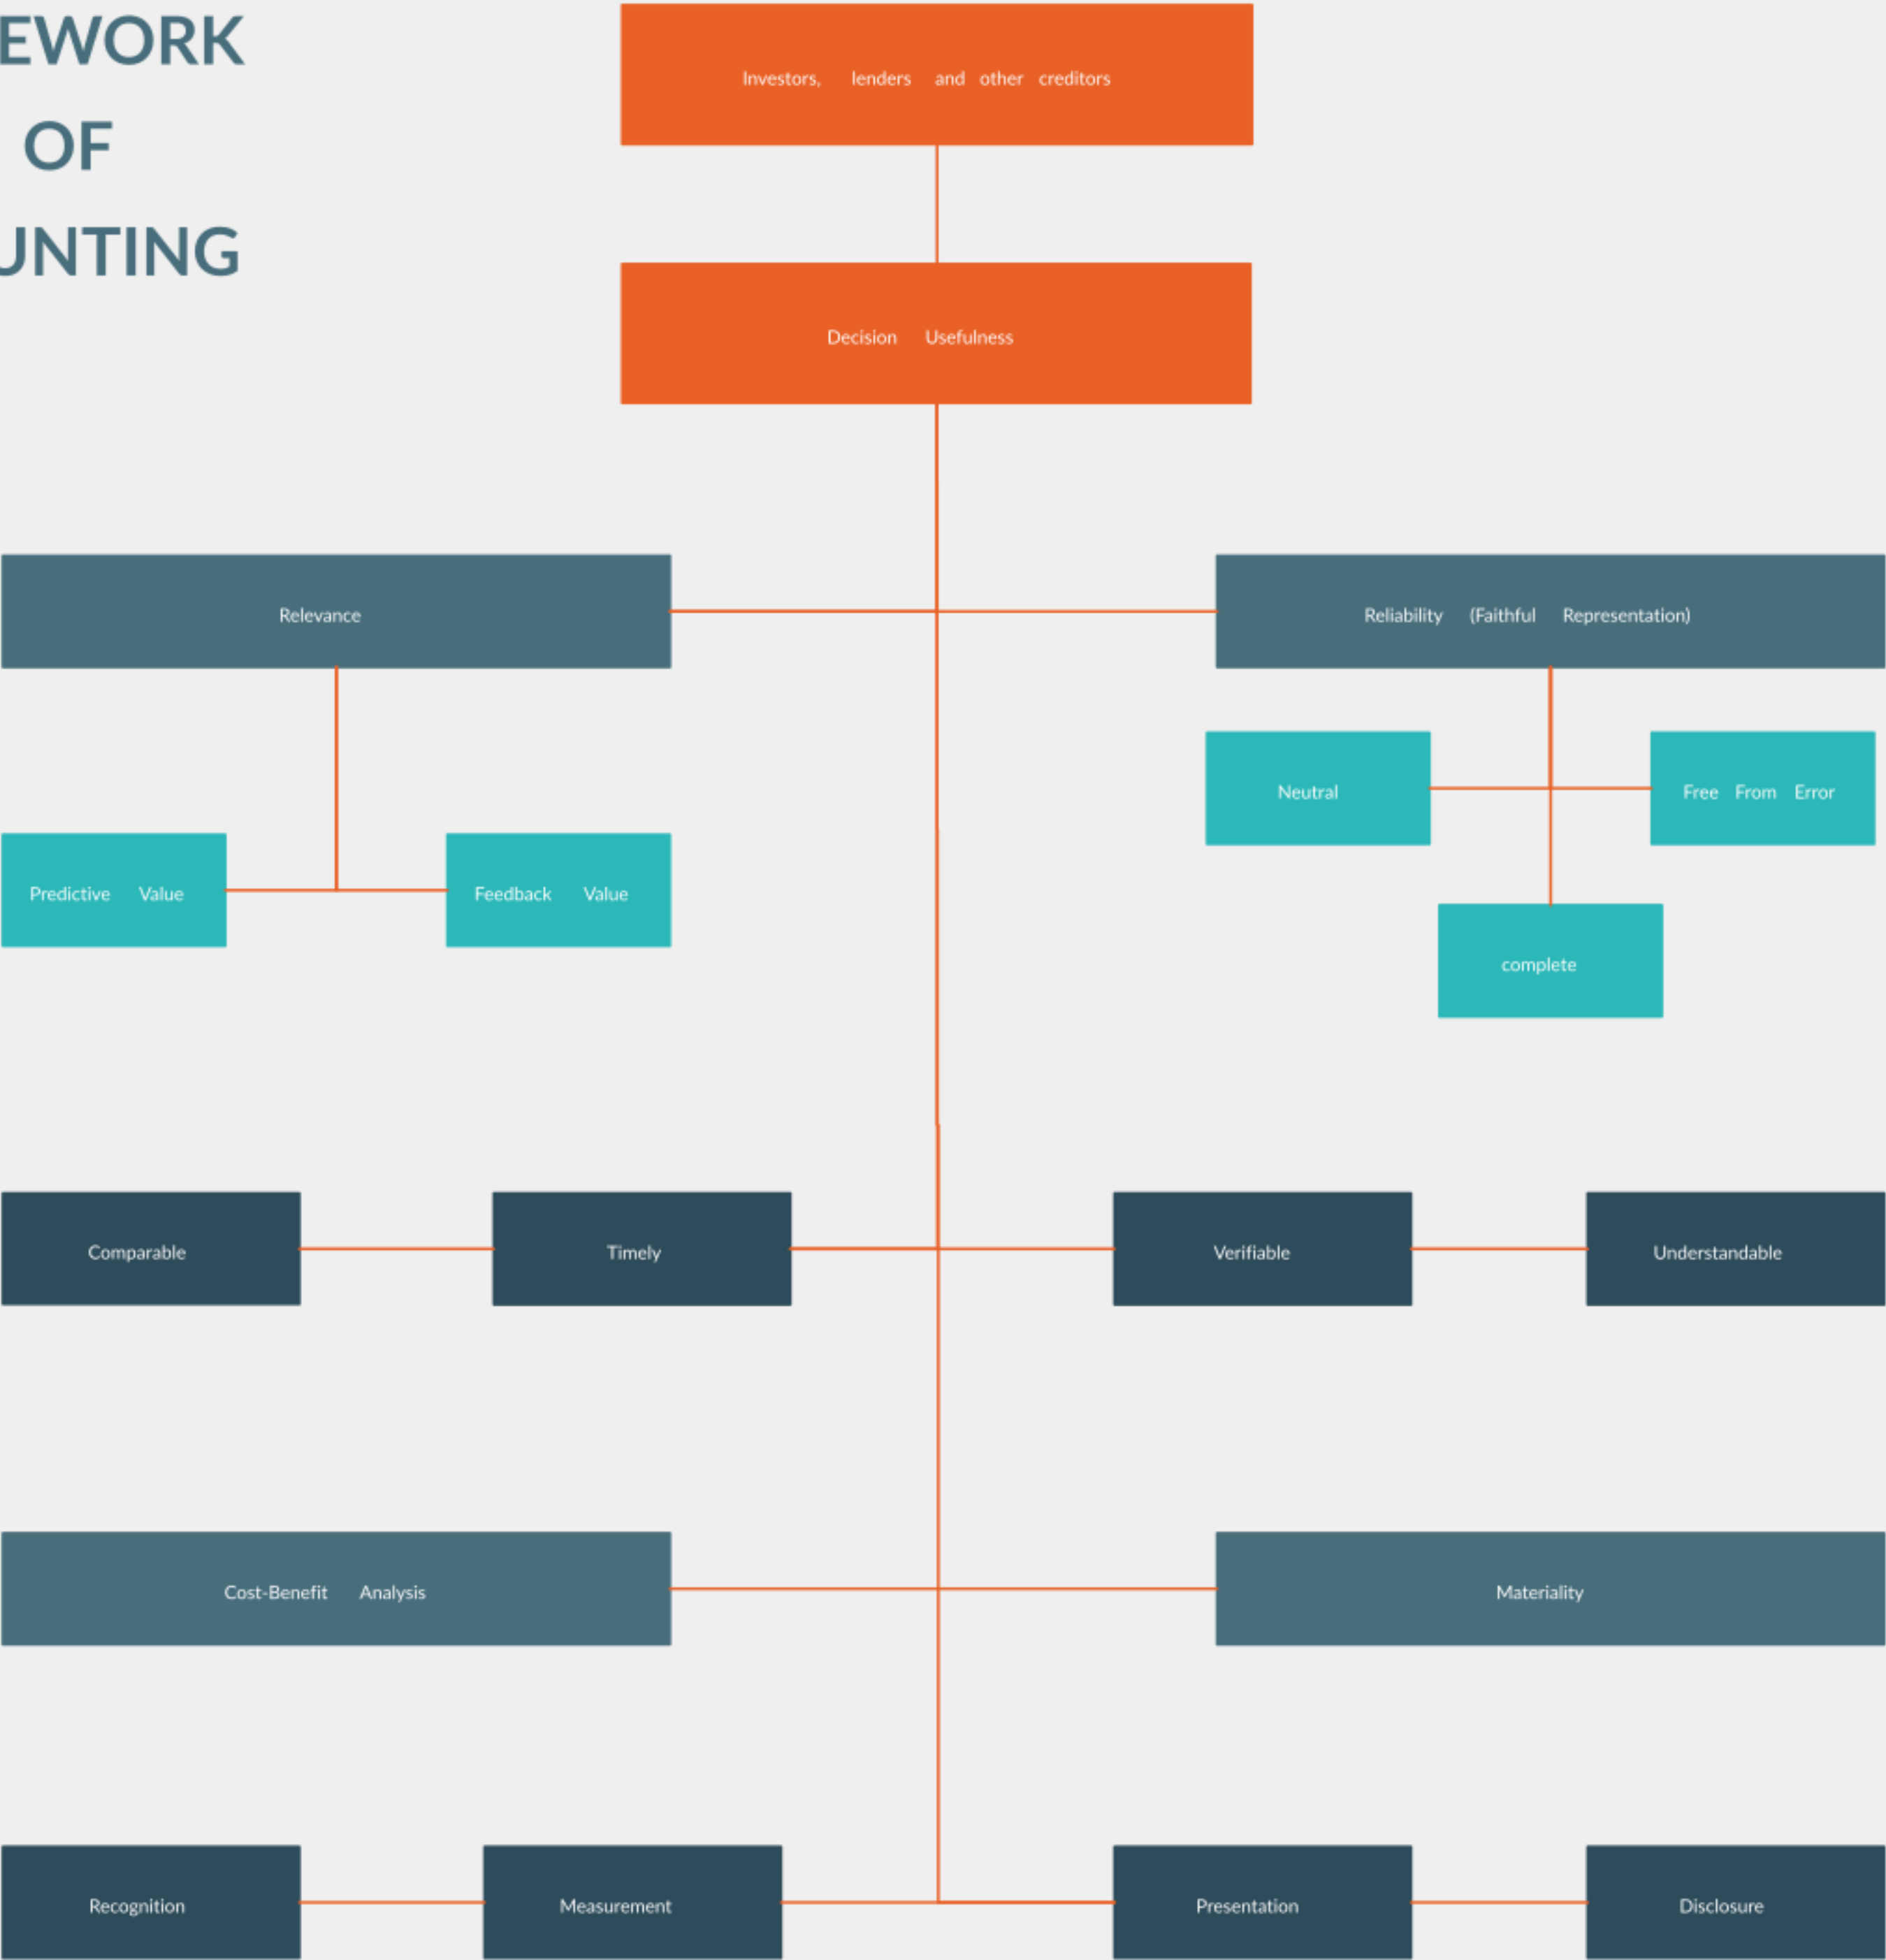 EWORK
OF
UNTING
Investors, lenders and other creditors
Decision Usefulness
Relevance
Reliability (Faithful Representation)
Neutral
Free From Error
Predictive Value
Feedback Value
complete
Comparable
Timely
Verifiable
Understandable
Cost-Benefit Analysis
Materiality
Recognition
Measurement
Presentation
Disclosure